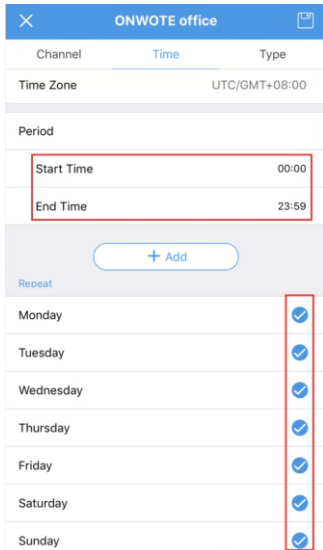 ONWOTE office
Channel Time Type
Time Zone UTC/GMT+08:00
Period
Start Time 00:00
End Time 23:59
+ Add
Repeat
Monday
Tuesday
Wednesday
Thursday
Friday
Saturday
Sunday